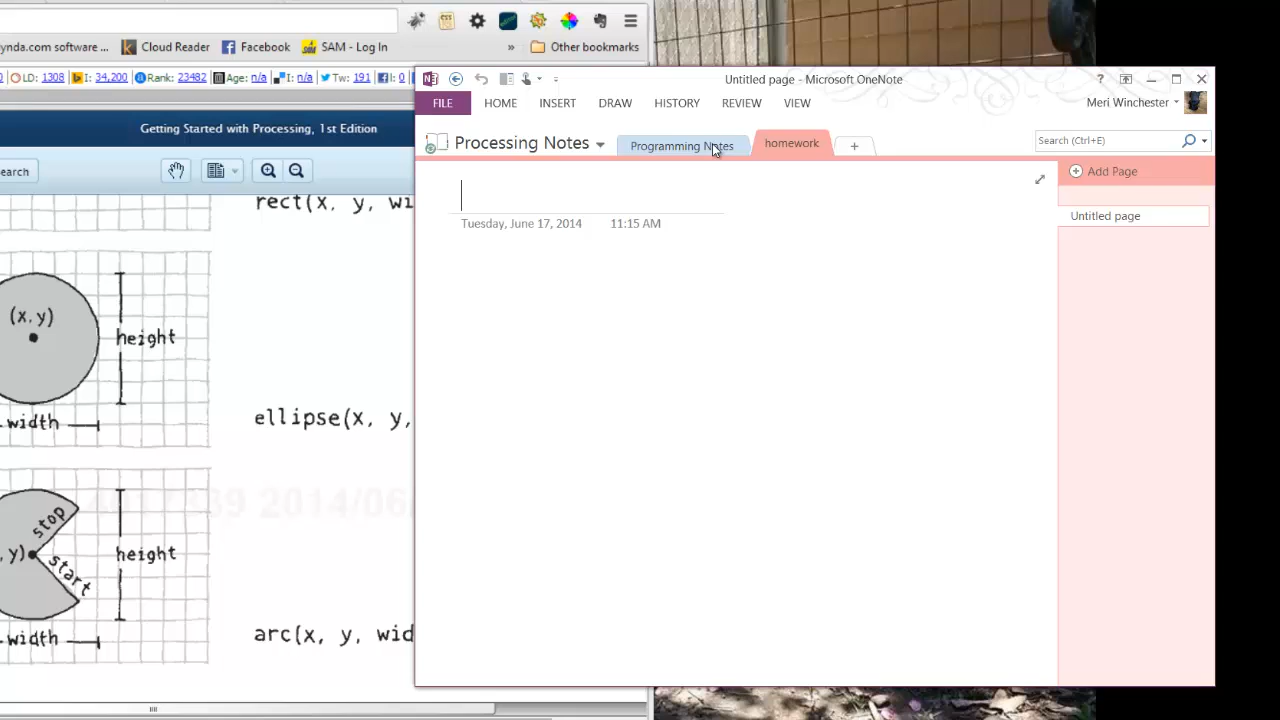 ynda.com software ...
Cloud Reader
Facebook
SAM - Log In
»
Other bookmarks
LD: 1308
I: 34,200
Rank: 23482
Age: n/a
I: n/a
Tw: 191
I: 0
Getting Started with Processing, 1st Edition
earch
rect(x, y, wi
(x, y)
height
width
ellipse(x, y,
stop
, y)
start
height
width
arc(x, y, wid
Untitled page - Microsoft OneNote
?
FILE
HOME
INSERT
DRAW
HISTORY
REVIEW
VIEW
Meri Winchester
Processing Notes
Programming Notes
homework
+
Search (Ctrl+E)
Add Page
Untitled page
Tuesday, June 17, 2014
11:15 AM